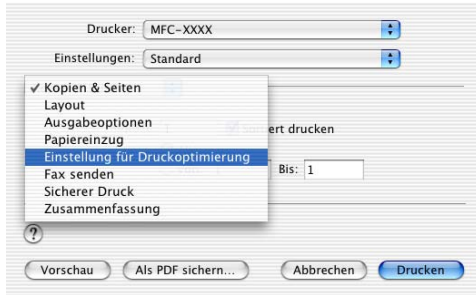 Drucker: MFC-XXXX
Einstellungen: Standard
✓ Kopien & Seiten
Layout
Ausgabeoptionen
sortiert drucken
Papiereinzug
Einstellung für Druckoptimierung
Bis: 1
Fax senden
Sicherer Druck
Zusammenfassung
?
Vorschau Als PDF sichern... Abbrechen Drucken